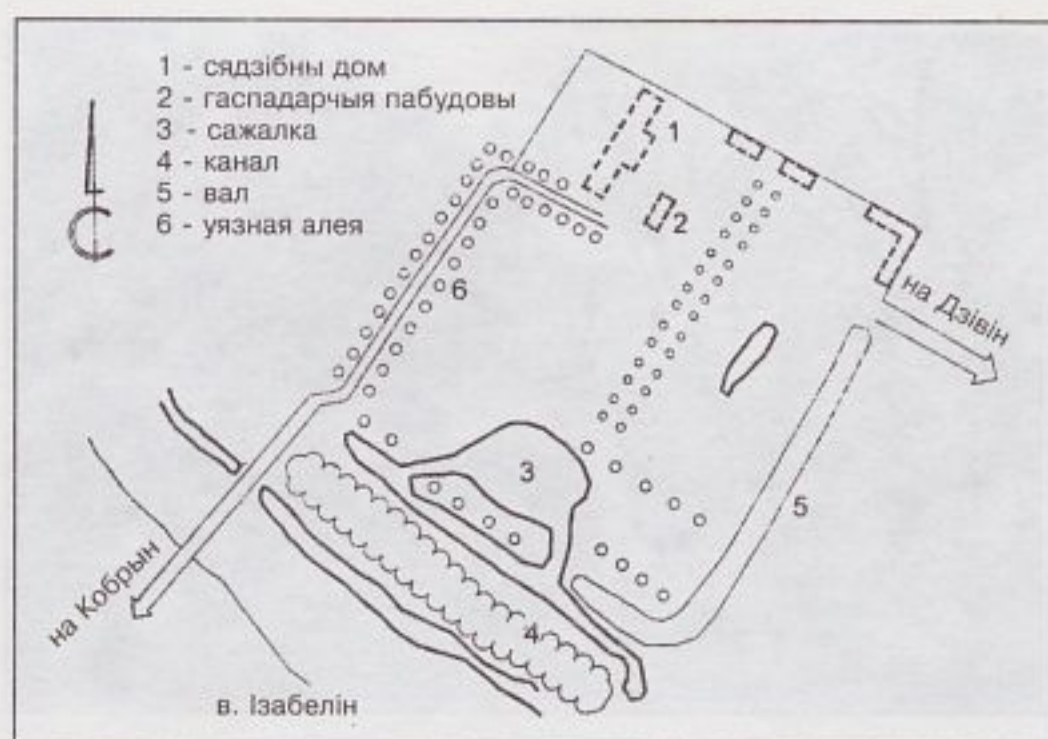 1 - сядзібны дом
2 - гаспадарчыя пабудовы
3 - сажалка
4 - канал
5 - вал
6 - уязная алея
1
2
6
на Дзівін
3
5
4
на Кобрын
в. Ізабелін